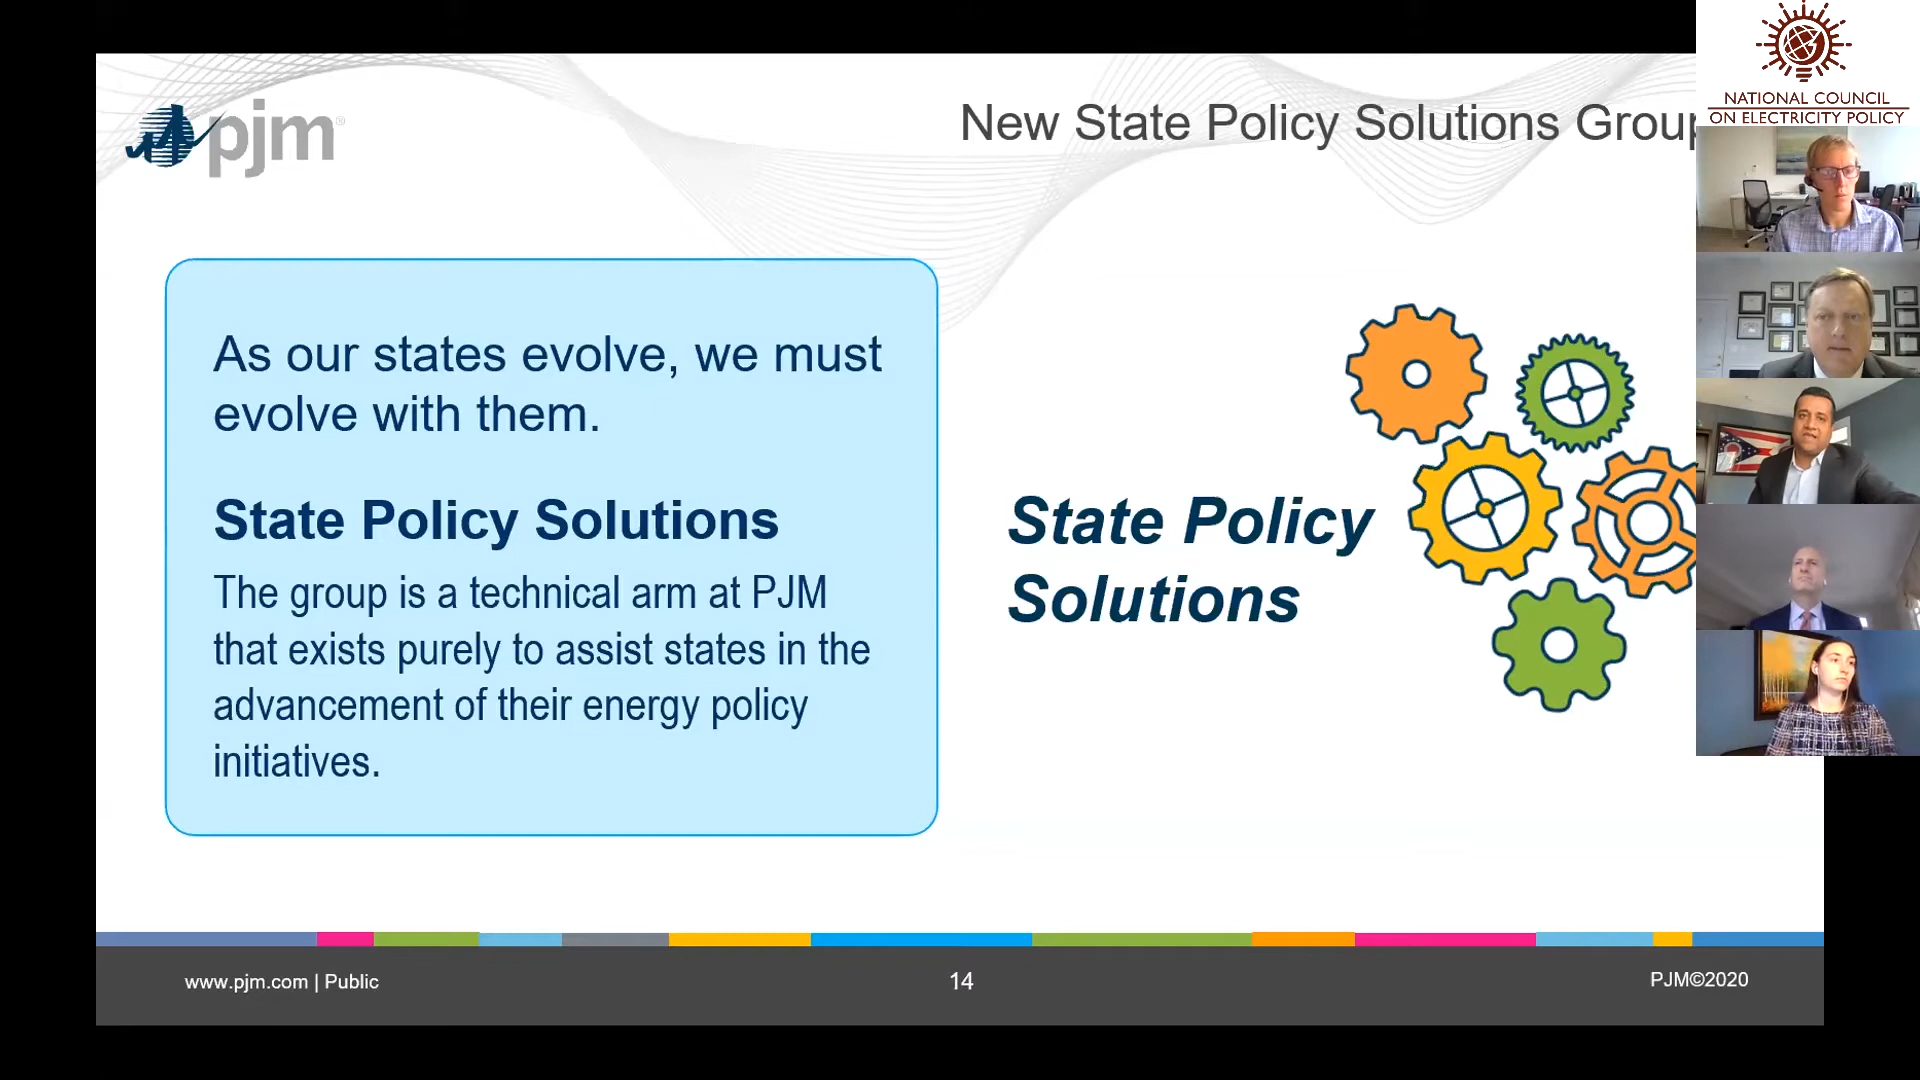 pjm®
New State Policy Solutions Group
NATIONAL COUNCIL
ON ELECTRICITY POLICY
As our states evolve, we must
evolve with them.
State Policy Solutions
The group is a technical arm at PJM
that exists purely to assist states in the
advancement of their energy policy
initiatives.
State Policy
Solutions
www.pjm.com | Public
14
PJM©2020